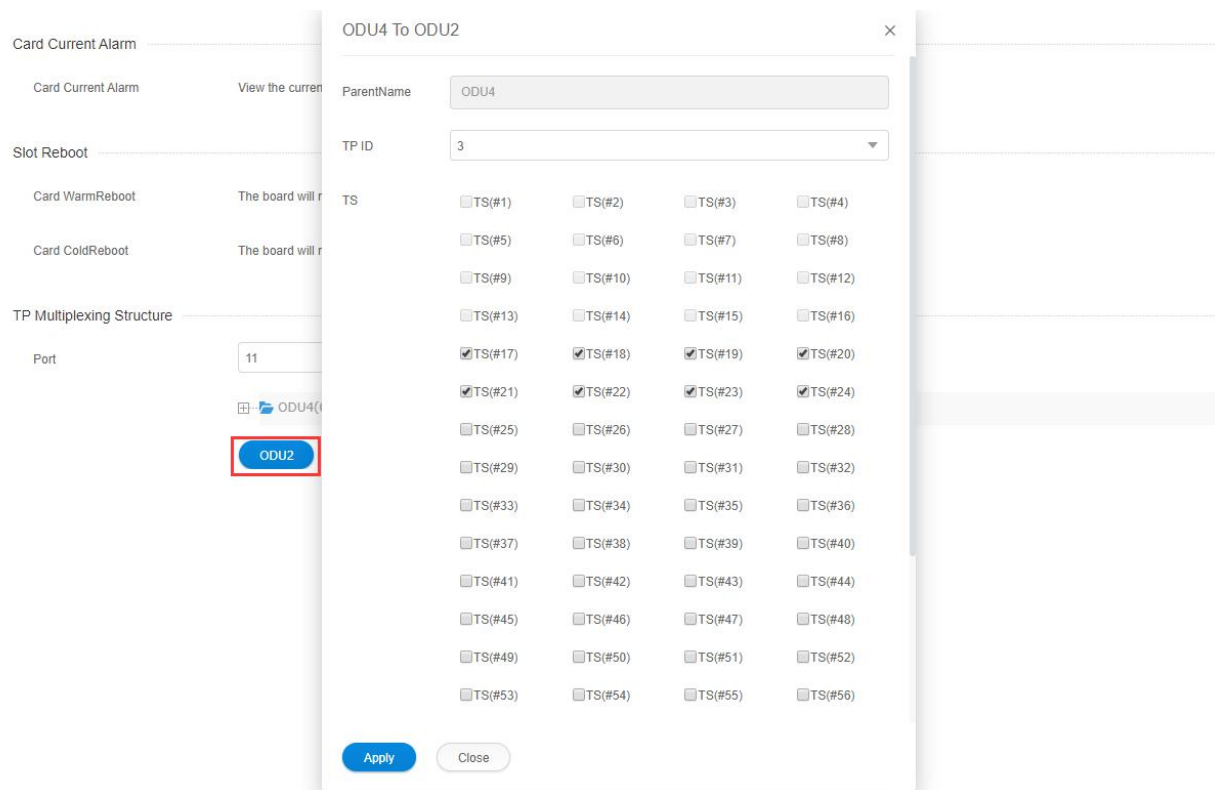 Card Current Alarm
Card Current Alarm
View the curren
Slot Reboot
Card WarmReboot
The board will r
Card ColdReboot
The board will r
TP Multiplexing Structure
Port
11
ODU4(
ODU2
ODU4 To ODU2
ParentName
ODU4
TP ID
3
TS
TS(#1) TS(#2) TS(#3) TS(#4)
TS(#5) TS(#6) TS(#7) TS(#8)
TS(#9) TS(#10) TS(#11) TS(#12)
TS(#13) TS(#14) TS(#15) TS(#16)
TS(#17) TS(#18) TS(#19) TS(#20)
TS(#21) TS(#22) TS(#23) TS(#24)
TS(#25) TS(#26) TS(#27) TS(#28)
TS(#29) TS(#30) TS(#31) TS(#32)
TS(#33) TS(#34) TS(#35) TS(#36)
TS(#37) TS(#38) TS(#39) TS(#40)
TS(#41) TS(#42) TS(#43) TS(#44)
TS(#45) TS(#46) TS(#47) TS(#48)
TS(#49) TS(#50) TS(#51) TS(#52)
TS(#53) TS(#54) TS(#55) TS(#56)
Apply Close